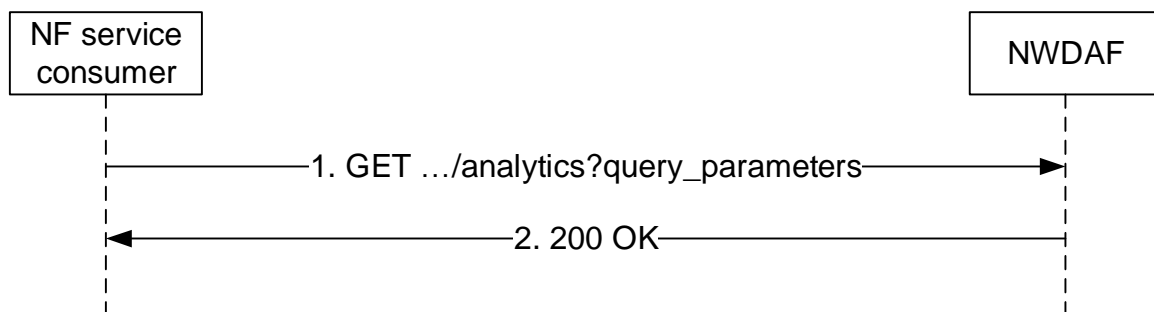 NF service
consumer
NWDAF
1. GET …/analytics?query_parameters
2. 200 OK